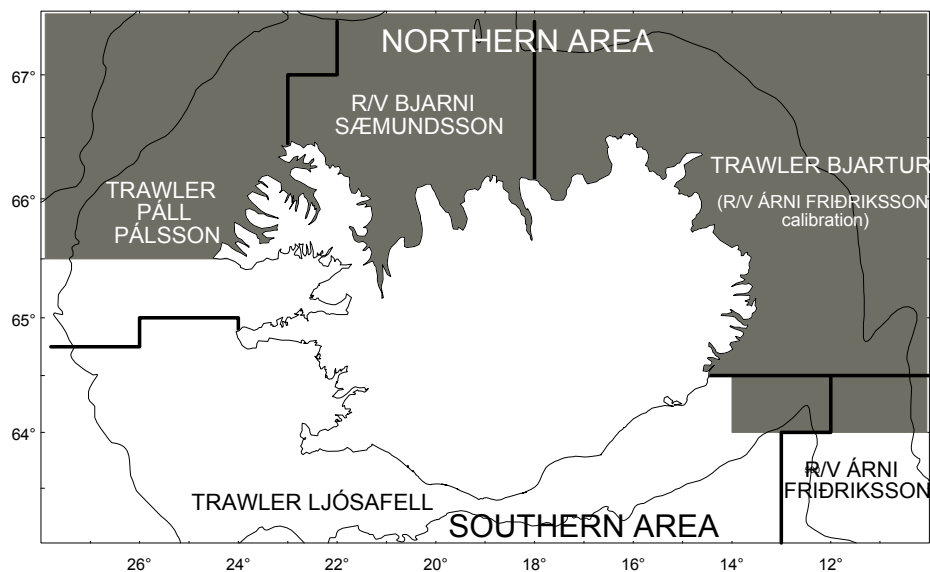 NORTHERN AREA
67°
R/V BJARNI
SÆMUNDSSON
TRAWLER BJARTUR
(R/V ÁRNI FRIÐRIKSSON
calibration)
TRAWLER
PÁLL
PÁLSSON
66°
65°
64°
R/V ÁRNI
FRIÐRIKSSON
TRAWLER LJÓSAFELL
SOUTHERN AREA
26° 24° 22° 20° 18° 16° 14° 12°